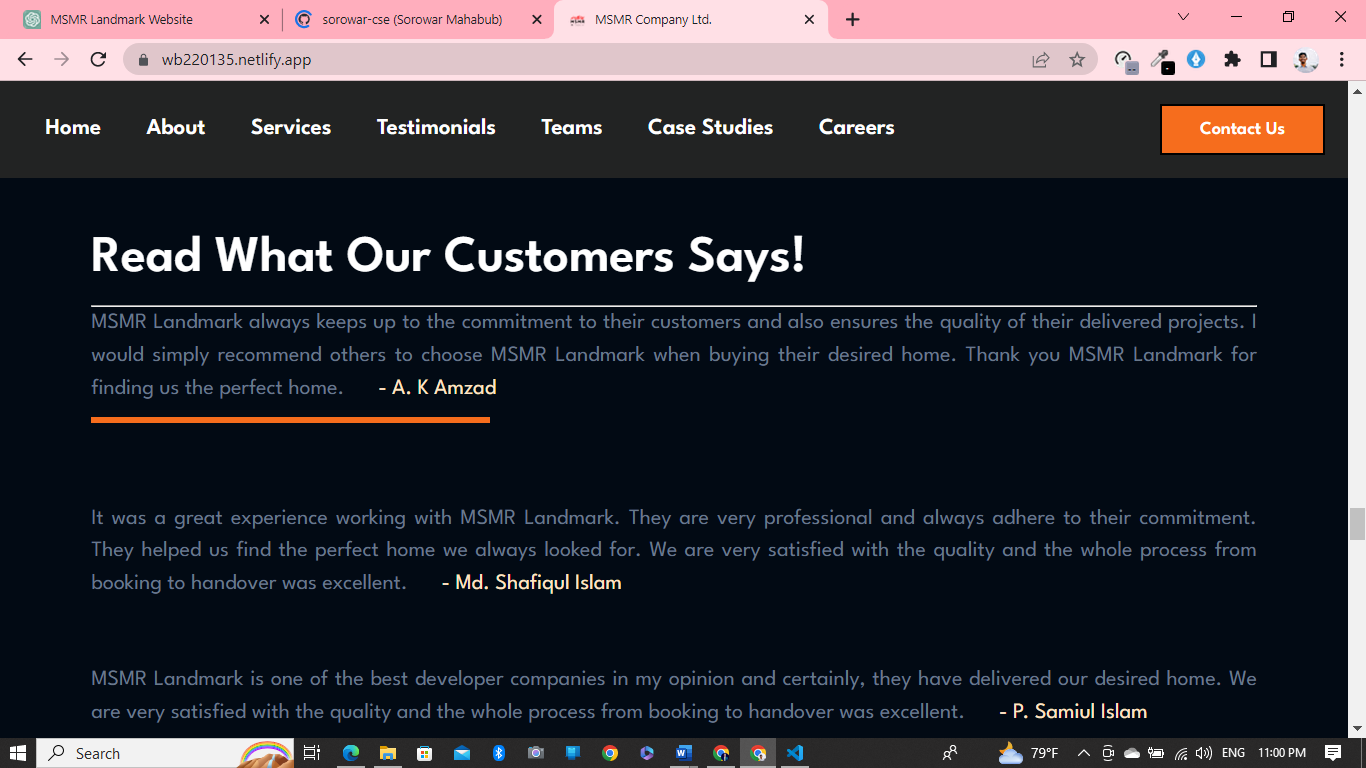 MSMR Landmark Website
sorowar-cse (Sorowar Mahabub)
MSMR Company Ltd.
wb220135.netlify.app
Home About Services Testimonials Teams Case Studies Careers Contact Us
Read What Our Customers Says!
MSMR Landmark always keeps up to the commitment to their customers and also ensures the quality of their delivered projects. I
would simply recommend others to choose MSMR Landmark when buying their desired home. Thank you MSMR Landmark for
finding us the perfect home. - A. K Amzad
It was a great experience working with MSMR Landmark. They are very professional and always adhere to their commitment.
They helped us find the perfect home we always looked for. We are very satisfied with the quality and the whole process from
booking to handover was excellent. - Md. Shafiqul Islam
MSMR Landmark is one of the best developer companies in my opinion and certainly, they have delivered our desired home. We
are very satisfied with the quality and the whole process from booking to handover was excellent. - P. Samiul Islam
Search 79°F ENG 11:00 PM